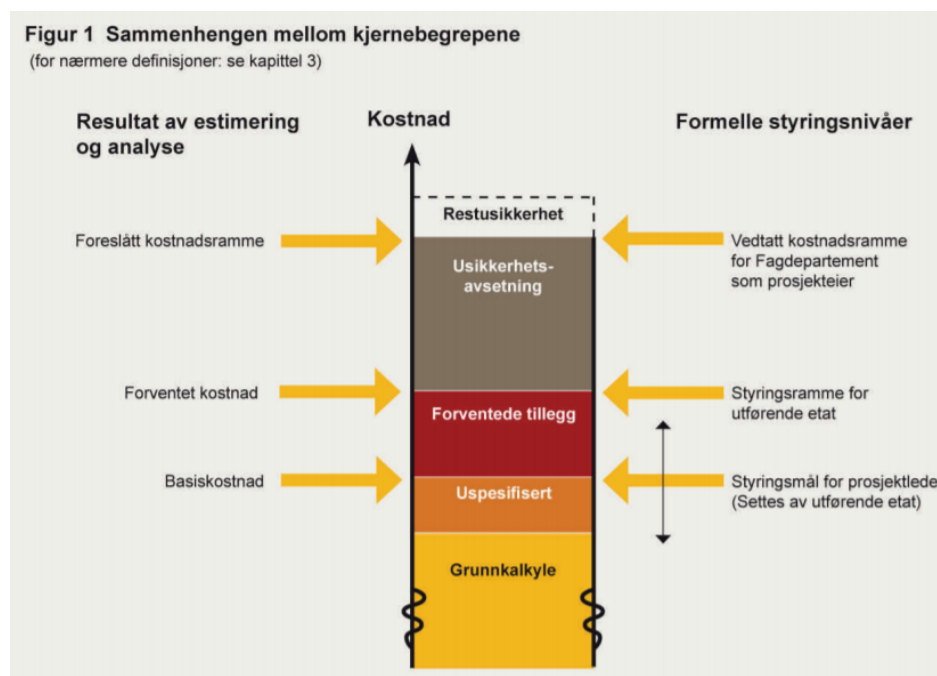 Figur 1 Sammenhengen mellom kjernebegrepene
(for nærmere definisjoner: se kapittel 3)
Resultat av estimering
og analyse
Kostnad
Formelle styringsnivåer
Restusikkerhet
Foreslått kostnadsramme
Vedtatt kostnadsramme
for Fagdepartement
som prosjekteier
Usikkerhets-
avsetning
Forventet kostnad
Styringsramme for
utførende etat
Forventede tillegg
Basiskostnad
Styringsmål for prosjektlede
(Settes av utførende etat)
Uspesifisert
Grunnkalkyle